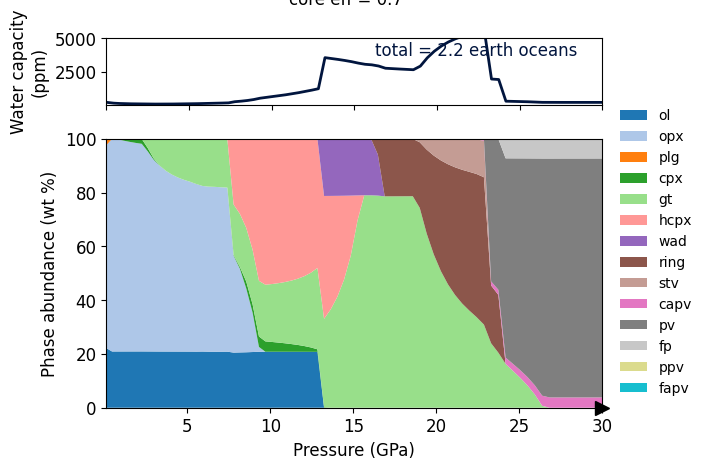 core eff = 0.7
Water capacity
(ppm)
5000
2500
total = 2.2 earth oceans
Phase abundance (wt %)
100
80
60
40
20
0
5
10
15
20
25
30
Pressure (GPa)
ol
opx
plg
cpx
gt
hcpx
wad
ring
stv
capv
pv
fp
ppv
fapv